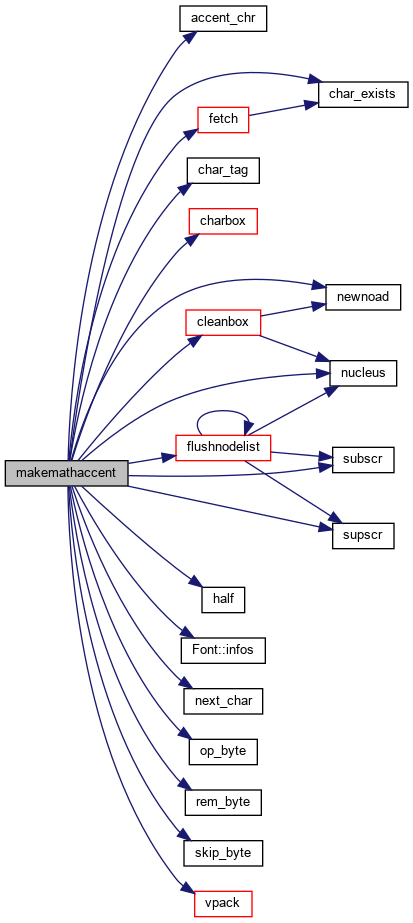 accent_chr
char_exists
fetch
char_tag
charbox
newnoad
cleanbox
nucleus
flushnodelist
subscr
makemathaccent
supscr
half
Font::infos
next_char
op_byte
rem_byte
skip_byte
vpack